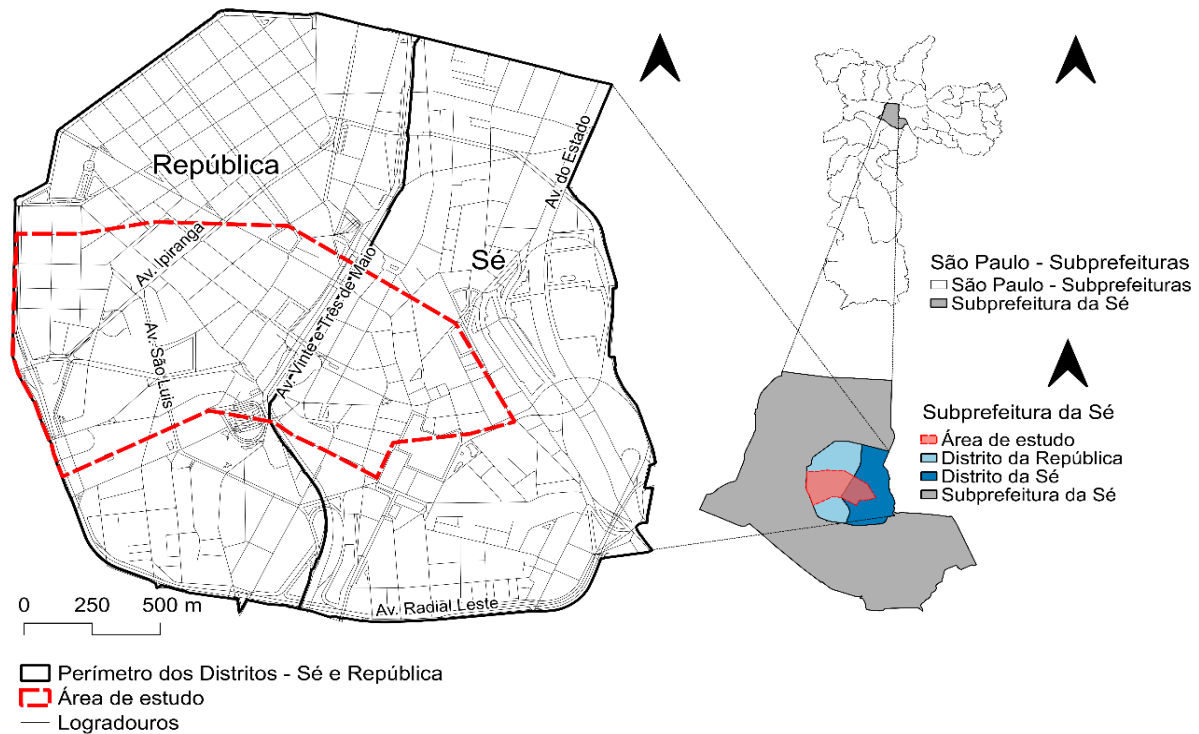 República
Sé
Av. do Estado
Av. Ipiranga
Av. Vinte e Três de Maio
Av. São Luis
Av. Radial Leste
0 250 500 m
Perímetro dos Distritos - Sé e República
Área de estudo
Logradouros
São Paulo - Subprefeituras
São Paulo - Subprefeituras
Subprefeitura da Sé
Subprefeitura da Sé
Área de estudo
Distrito da República
Distrito da Sé
Subprefeitura da Sé